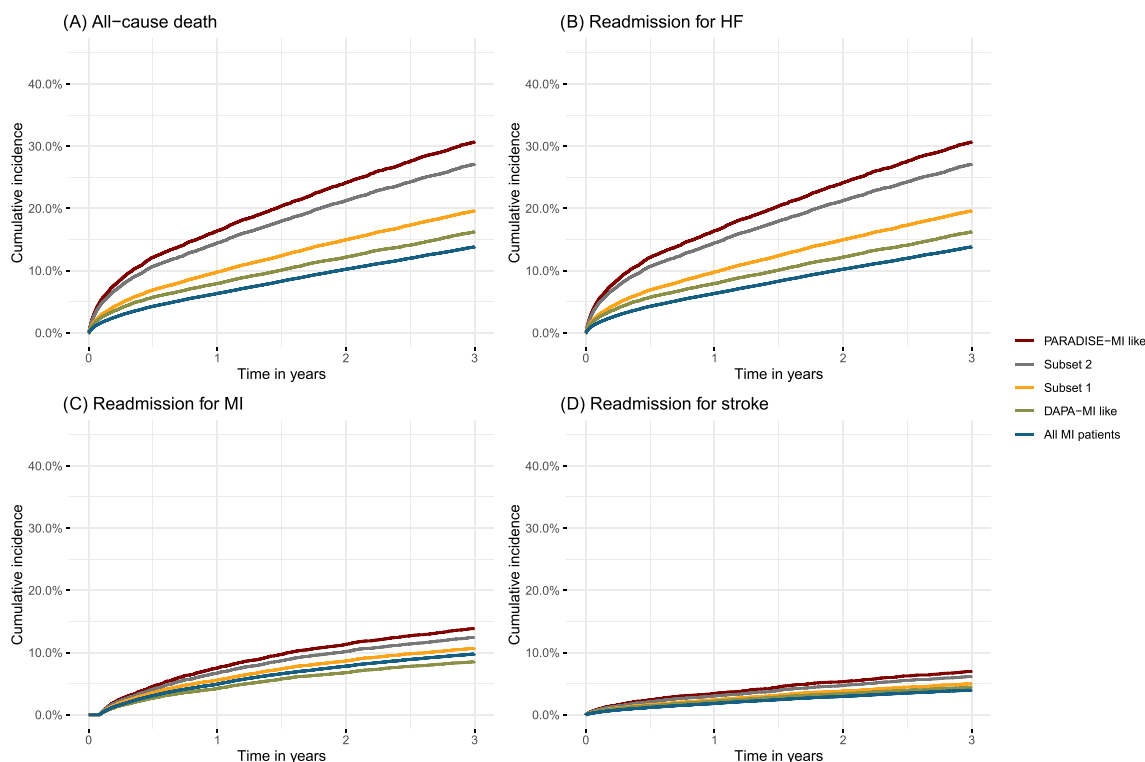 (A) All−cause death
(B) Readmission for HF
Cumulative incidence
40.0%
30.0%
20.0%
10.0%
0.0%
0 1 2 3
Time in years
Cumulative incidence
40.0%
30.0%
20.0%
10.0%
0.0%
0 1 2 3
Time in years
(C) Readmission for MI
(D) Readmission for stroke
Cumulative incidence
40.0%
30.0%
20.0%
10.0%
0.0%
0 1 2 3
Time in years
Cumulative incidence
40.0%
30.0%
20.0%
10.0%
0.0%
0 1 2 3
Time in years
PARADISE−MI like
Subset 2
Subset 1
DAPA−MI like
All MI patients